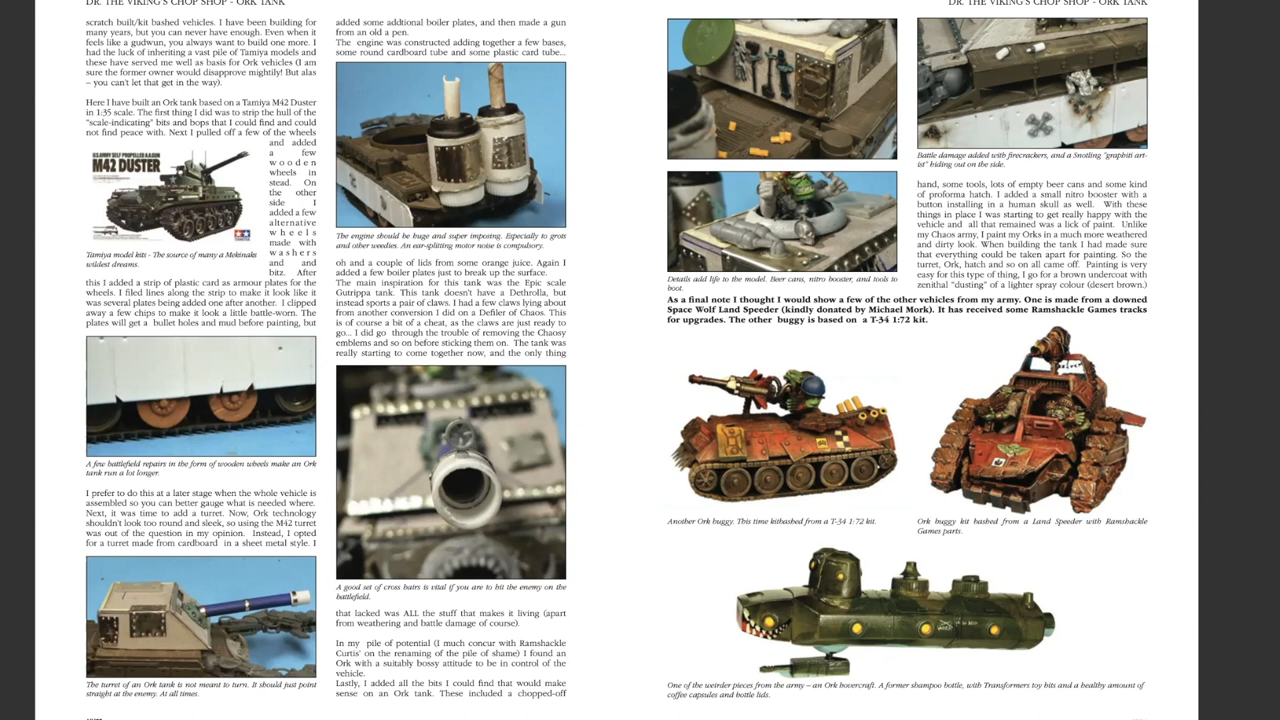 DR. THE VIKING'S CHOP SHOP - ORK TANK
scratch built/kit bashed vehicles. I have been building for
many years, but you can never have enough. Even when it
feels like a gudwun, you always want to build one more. I
had the luck of inheriting a vast pile of Tamiya models and
these have served me well as basis for Ork vehicles (I am
sure the former owner would disapprove mightily! But alas
– you can't let that get in the way).
Here I have built an Ork tank based on a Tamiya M42 Duster
in 1:35 scale. The first thing I did was to strip the hull of the
"scale-indicating" bits and bops that I could find and could
not find peace with. Next I pulled off a few of the wheels
and added
a few
wooden
wheels in
stead. On
the other
side I
added a few
alternative
wheels
made with
washers
and and
bitz. After
U.S. ARMY SELF PROPELLED A.A. GUN
M42 DUSTER
TAMIYA
Tamiya model kits - The source of many a Mekiniaks
wildest dreams.
this I added a strip of plastic card as armour plates for the
wheels. I filed lines along the strip to make it look like it
was several plates being added one after another. I clipped
away a few chips to make it look a little battle-worn. The
plates will get a bullet holes and mud before painting, but
A few battlefield repairs in the form of wooden wheels make an Ork
tank run a lot longer.
I prefer to do this at a later stage when the whole vehicle is
assembled so you can better gauge what is needed where.
Next, it was time to add a turret. Now, Ork technology
shouldn't look too round and sleek, so using the M42 turret
was out of the question in my opinion. Instead, I opted
for a turret made from cardboard in a sheet metal style. I
The turret of an Ork tank is not meant to turn. It should just point
straight at the enemy. At all times.
added some addtional boiler plates, and then made a gun
from an old a pen.
The engine was constructed adding together a few bases,
some round cardboard tube and some plastic card tube...
The engine should be huge and super imposing. Especially to grots
and other weedies. An ear-splitting motor noise is compulsory.
oh and a couple of lids from some orange juice. Again I
added a few boiler plates just to break up the surface.
The main inspiration for this tank was the Epic scale
Gutrippa tank. This tank doesn't have a Dethrolla, but
instead sports a pair of claws. I had a few claws lying about
from another conversion I did on a Defiler of Chaos. This
is of course a bit of a cheat, as the claws are just ready to
go... I did go through the trouble of removing the Chaosy
emblems and so on before sticking them on. The tank was
really starting to come together now, and the only thing
A good set of cross hairs is vital if you are to hit the enemy on the
battlefield.
that lacked was ALL the stuff that makes it living (apart
from weathering and battle damage of course).
In my pile of potential (I much concur with Ramshackle
Curtis' on the renaming of the pile of shame) I found an
Ork with a suitably bossy attitude to be in control of the
vehicle.
Lastly, I added all the bits I could find that would make
sense on an Ork tank. These included a chopped-off
DR. THE VIKING'S CHOP SHOP - ORK TANK
Details add life to the model. Beer cans, nitro booster, and tools to
boot.
Battle damage added with firecrackers, and a Snotling "graphiti art-
ist" hiding out on the side.
hand, some tools, lots of empty beer cans and some kind
of proforma hatch. I added a small nitro booster with a
button installing in a human skull as well. With these
things in place I was starting to get really happy with the
vehicle and all that remained was a lick of paint. Unlike
my Chaos army, I paint my Orks in a much more weathered
and dirty look. When building the tank I had made sure
that everything could be taken apart for painting. So the
turret, Ork, hatch and so on all came off. Painting is very
easy for this type of thing, I go for a brown undercoat with
zenithal "dusting" of a lighter spray colour (desert brown.)
As a final note I thought I would show a few of the other vehicles from my army. One is made from a downed
Space Wolf Land Speeder (kindly donated by Michael Mork). It has received some Ramshackle Games tracks
for upgrades. The other buggy is based on a T-34 1:72 kit.
Another Ork buggy. This time kitbashed from a T-34 1:72 kit.
Ork buggy kit bashed from a Land Speeder with Ramshackle
Games parts.
One of the weirder pieces from the army – an Ork hovercraft. A former shampoo bottle, with Transformers toy bits and a healthy amount of
coffee capsules and bottle lids.